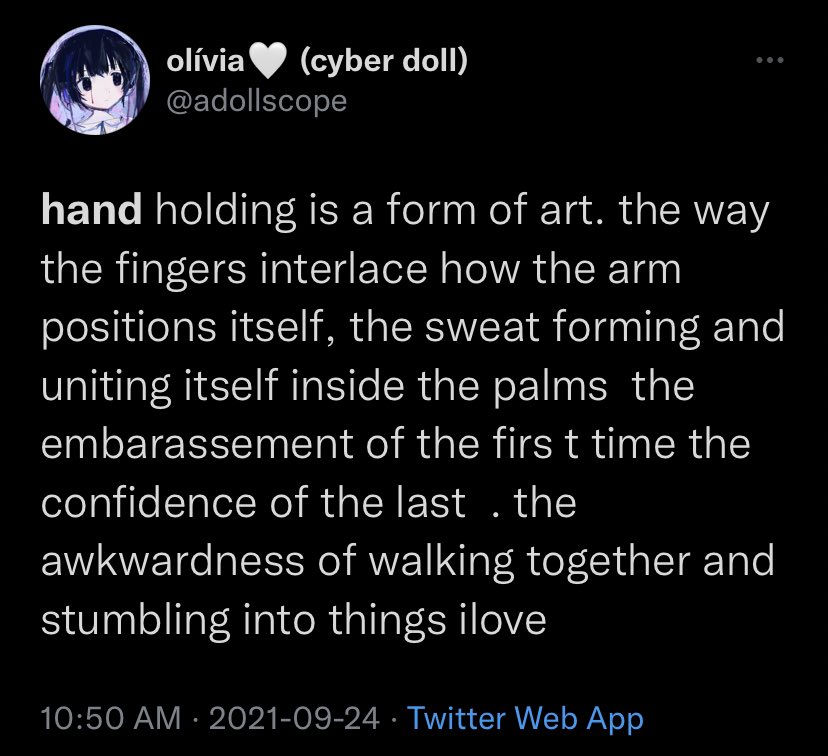 olívia🤍 (cyber doll)
@adollscope
hand holding is a form of art. the way
the fingers interlace how the arm
positions itself, the sweat forming and
uniting itself inside the palms  the
embarassement of the firs t time the
confidence of the last  . the
awkwardness of walking together and
stumbling into things ilove
10:50 AM · 2021-09-24 · Twitter Web App